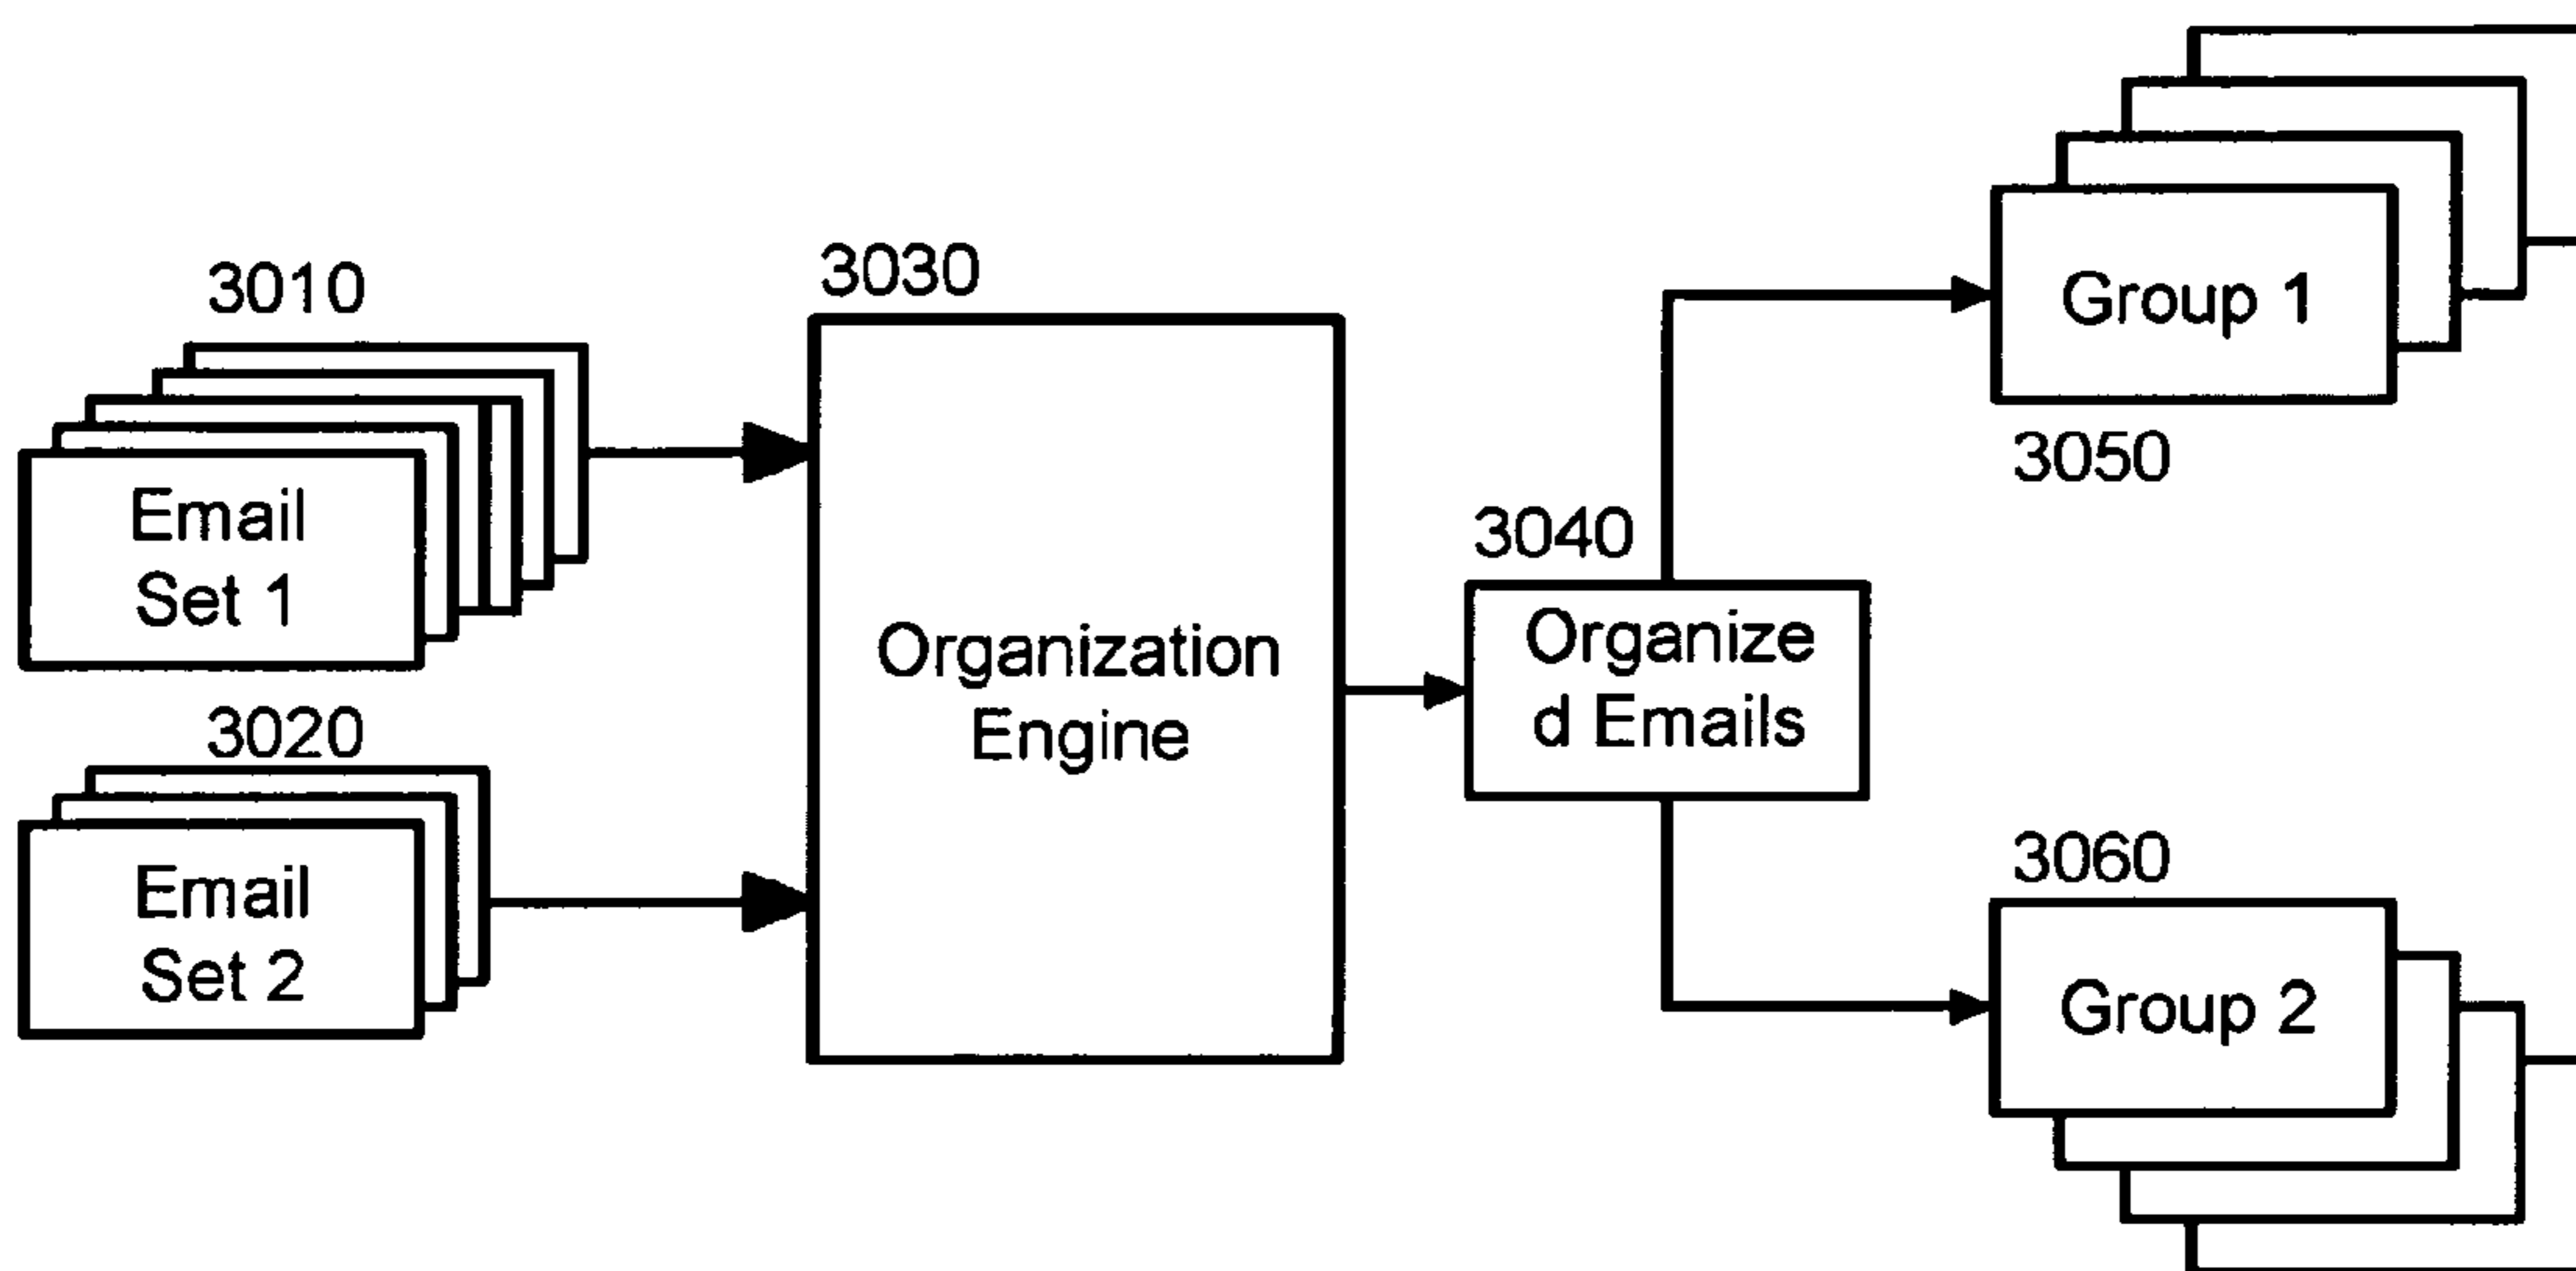 3010
Email
Set 1
3020
Email
Set 2
3030
Organization
Engine
3040
Organize
d Emails
Group 1
3050
3060
Group 2